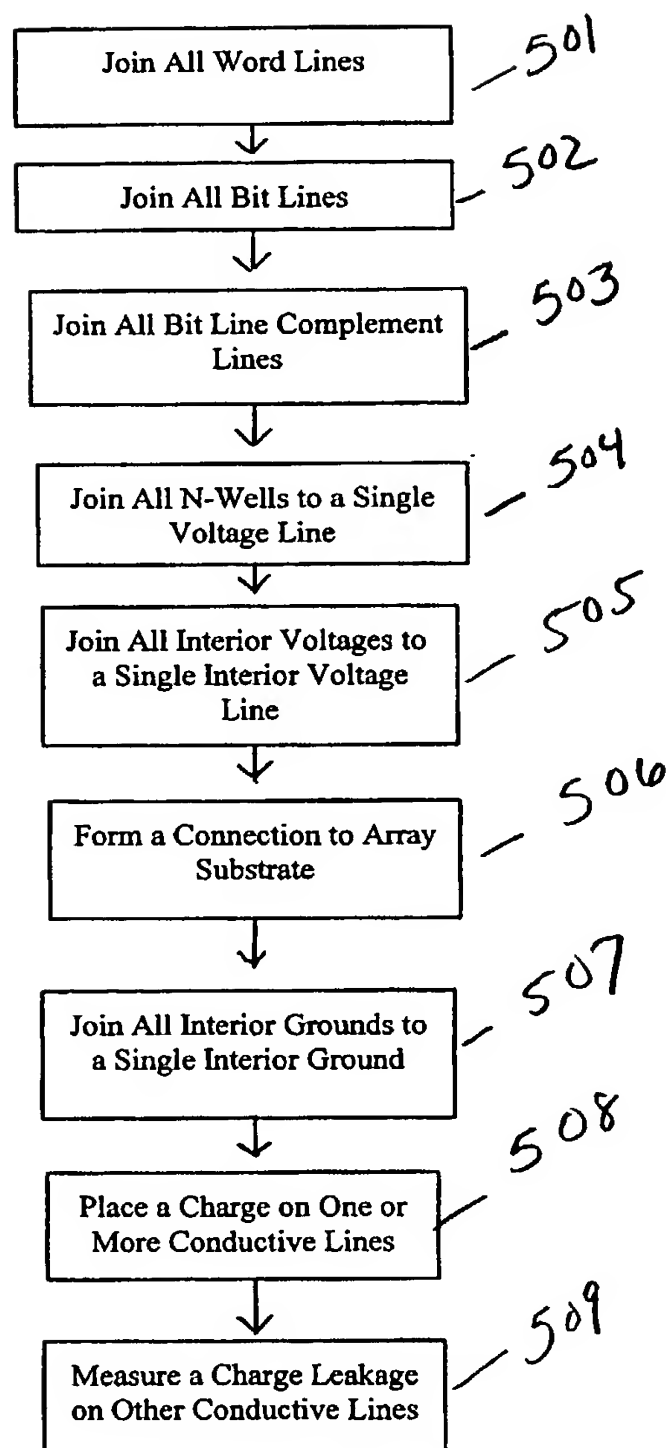 Join All Word Lines
501
Join All Bit Lines
502
Join All Bit Line Complement
Lines
503
Join All N-Wells to a Single
Voltage Line
504
Join All Interior Voltages to
a Single Interior Voltage
Line
505
Form a Connection to Array
Substrate
506
Join All Interior Grounds to
a Single Interior Ground
507
Place a Charge on One or
More Conductive Lines
508
Measure a Charge Leakage
on Other Conductive Lines
509